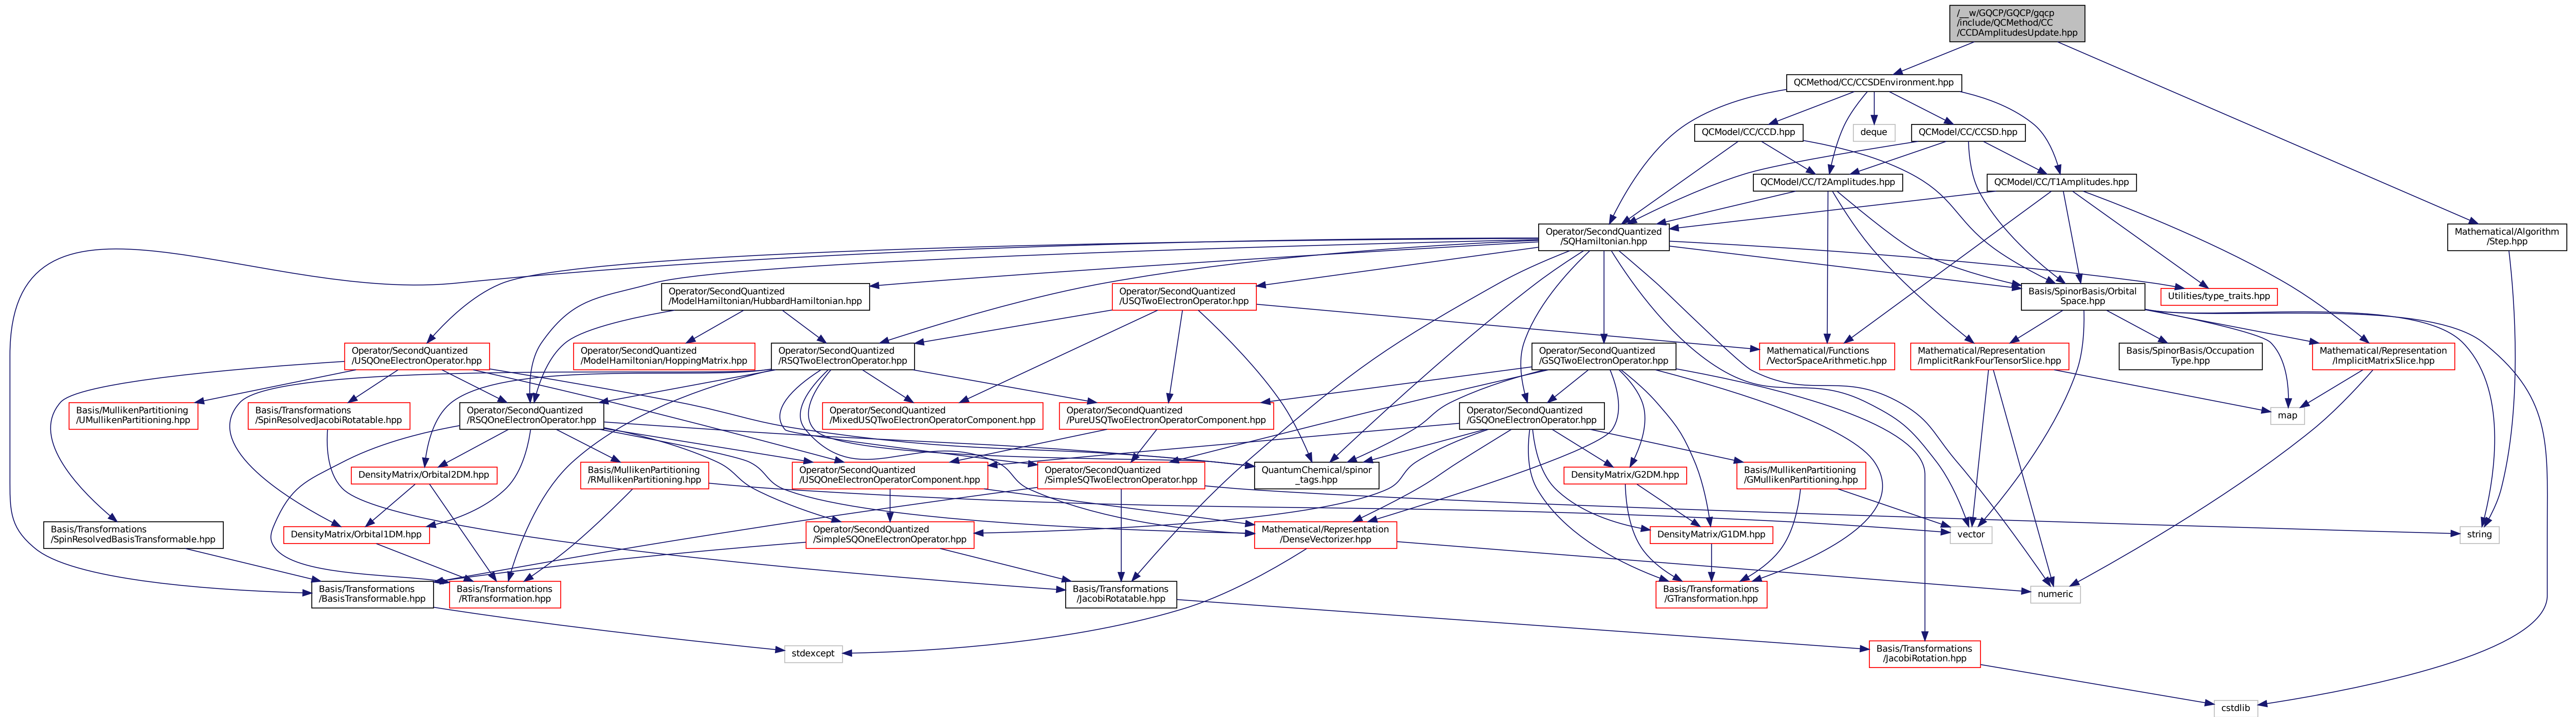 /__w/GQCP/GQCP/gqcp
/include/QCMethod/CC
/CCDAmplitudesUpdate.hpp
QCMethod/CC/CCSDEnvironment.hpp
QCModel/CC/CCD.hpp
deque
QCModel/CC/CCSD.hpp
QCModel/CC/T2Amplitudes.hpp
QCModel/CC/T1Amplitudes.hpp
Operator/SecondQuantized
/SQHamiltonian.hpp
Mathematical/Algorithm
/Step.hpp
Operator/SecondQuantized
/ModelHamiltonian/HubbardHamiltonian.hpp
Operator/SecondQuantized
/USQTwoElectronOperator.hpp
Basis/SpinorBasis/Orbital
Space.hpp
Utilities/type_traits.hpp
Operator/SecondQuantized
/USQOneElectronOperator.hpp
Operator/SecondQuantized
/ModelHamiltonian/HoppingMatrix.hpp
Operator/SecondQuantized
/RSQTwoElectronOperator.hpp
Mathematical/Functions
/VectorSpaceArithmetic.hpp
Operator/SecondQuantized
/GSQTwoElectronOperator.hpp
Mathematical/Representation
/ImplicitRankFourTensorSlice.hpp
Basis/SpinorBasis/Occupation
Type.hpp
Mathematical/Representation
/ImplicitMatrixSlice.hpp
Basis/MullikenPartitioning
/UMullikenPartitioning.hpp
Basis/Transformations
/SpinResolvedJacobiRotatable.hpp
Operator/SecondQuantized
/RSQOneElectronOperator.hpp
Operator/SecondQuantized
/MixedUSQTwoElectronOperatorComponent.hpp
Operator/SecondQuantized
/PureUSQTwoElectronOperatorComponent.hpp
Operator/SecondQuantized
/GSQOneElectronOperator.hpp
map
DensityMatrix/Orbital2DM.hpp
Basis/MullikenPartitioning
/RMullikenPartitioning.hpp
Operator/SecondQuantized
/USQOneElectronOperatorComponent.hpp
Operator/SecondQuantized
/SimpleSQTwoElectronOperator.hpp
QuantumChemical/spinor
_tags.hpp
DensityMatrix/G2DM.hpp
Basis/MullikenPartitioning
/GMullikenPartitioning.hpp
Basis/Transformations
/SpinResolvedBasisTransformable.hpp
DensityMatrix/Orbital1DM.hpp
Operator/SecondQuantized
/SimpleSQOneElectronOperator.hpp
Mathematical/Representation
/DenseVectorizer.hpp
DensityMatrix/G1DM.hpp
vector
string
Basis/Transformations
/BasisTransformable.hpp
Basis/Transformations
/RTransformation.hpp
Basis/Transformations
/JacobiRotatable.hpp
Basis/Transformations
/GTransformation.hpp
numeric
stdexcept
Basis/Transformations
/JacobiRotation.hpp
cstdlib